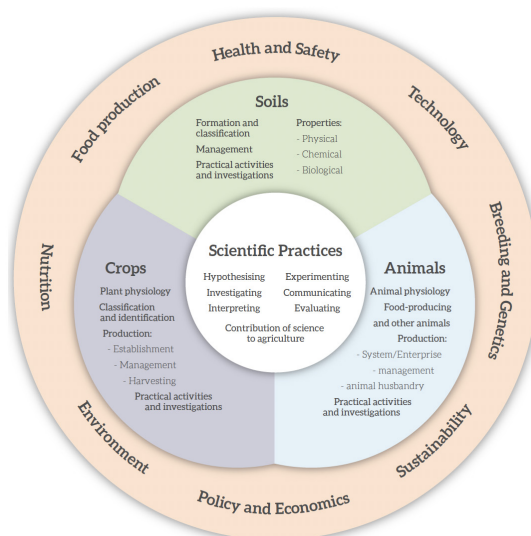 Health and Safety
Food production
Technology
Nutrition
Breeding and Genetics
Environment
Sustainability
Policy and Economics
Soils
Formation and
classification
Management
Practical activities
and investigations
Properties:
- Physical
- Chemical
- Biological
Scientific Practices
Hypothesising
Experimenting
Investigating
Communicating
Interpreting
Evaluating
Contribution of science
to agriculture
Crops
Plant physiology
Classification
and identification
Production:
- Establishment
- Management
- Harvesting
Practical activities
and investigations
Animals
Animal physiology
Food-producing
and other animals
Production:
- System/Enterprise
- management
- animal husbandry
Practical activities
and investigations